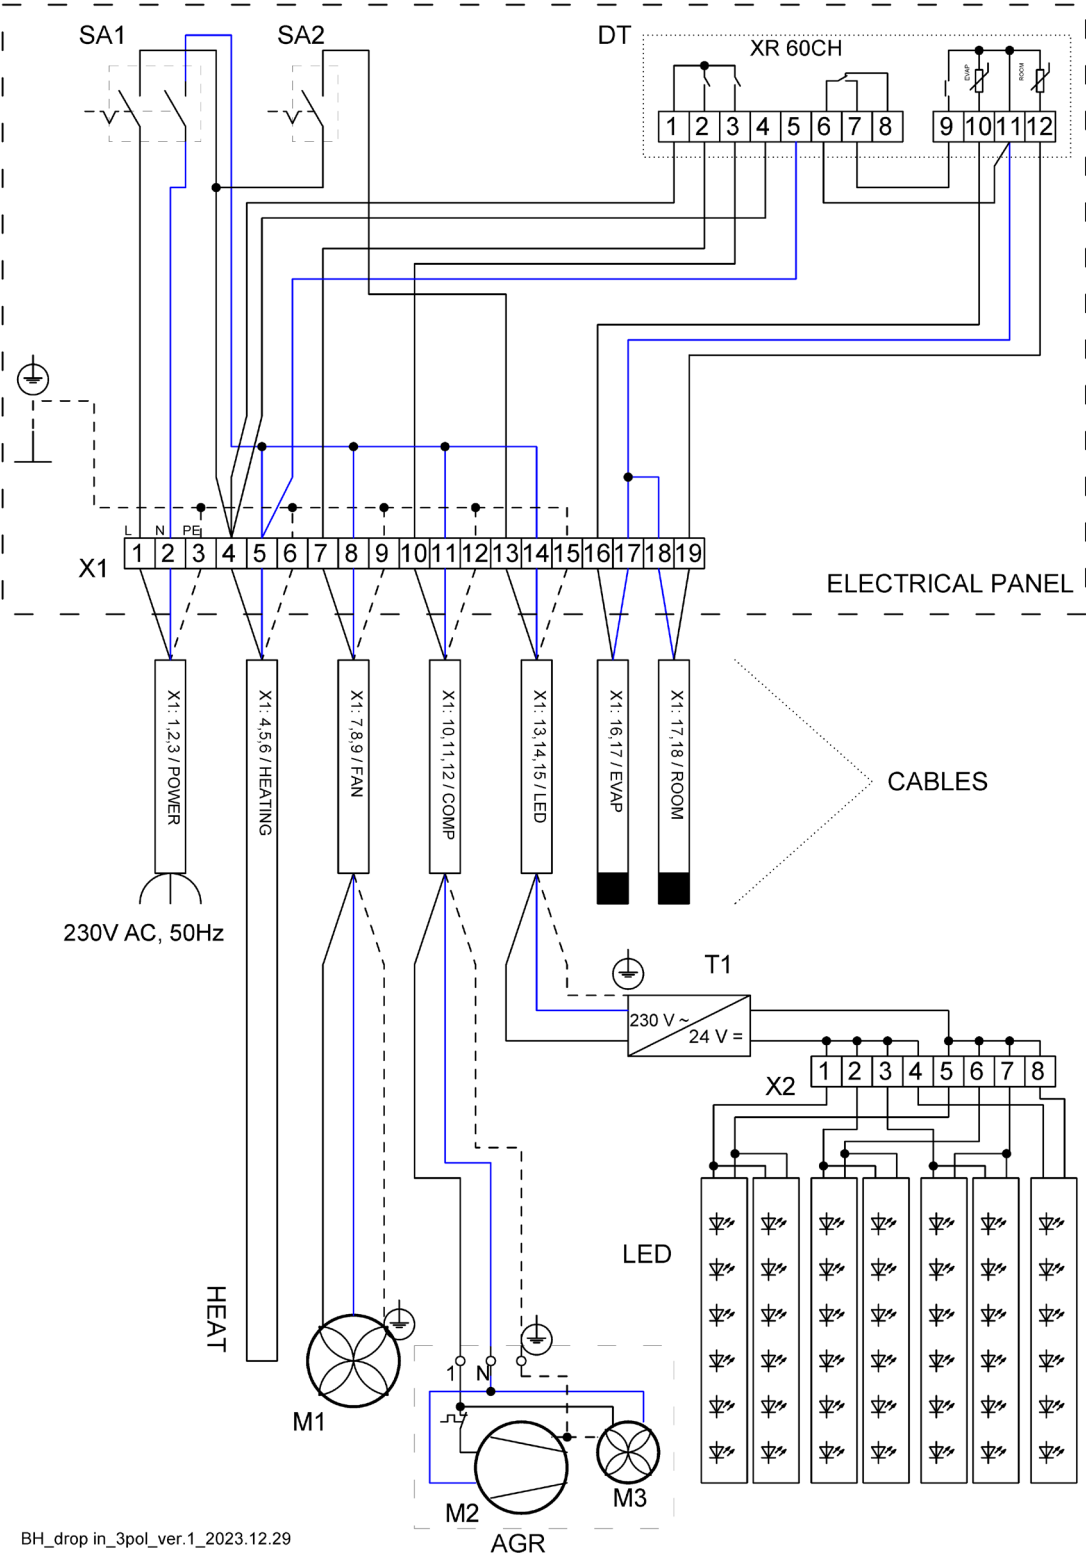 SA1
SA2
DT
XR 60CH
EVAP
ROOM
1 2 3 4 5 6 7 8
9 10 11 12
L N PE
X1
1 2 3 4 5 6 7 8 9 10 11 12 13 14 15 16 17 18 19
ELECTRICAL PANEL
X1: 1,2,3 / POWER
X1: 4,5,6 / HEATING
X1: 7,8,9 / FAN
X1: 10,11,12 / COMP
X1: 13,14,15 / LED
X1: 16,17 / EVAP
X1: 17,18 / ROOM
CABLES
230V AC, 50Hz
T1
230 V ~
24 V =
X2
1 2 3 4 5 6 7 8
LED
HEAT
M1
1 N
M2
M3
AGR
BH_drop in_3pol_ver.1_2023.12.29